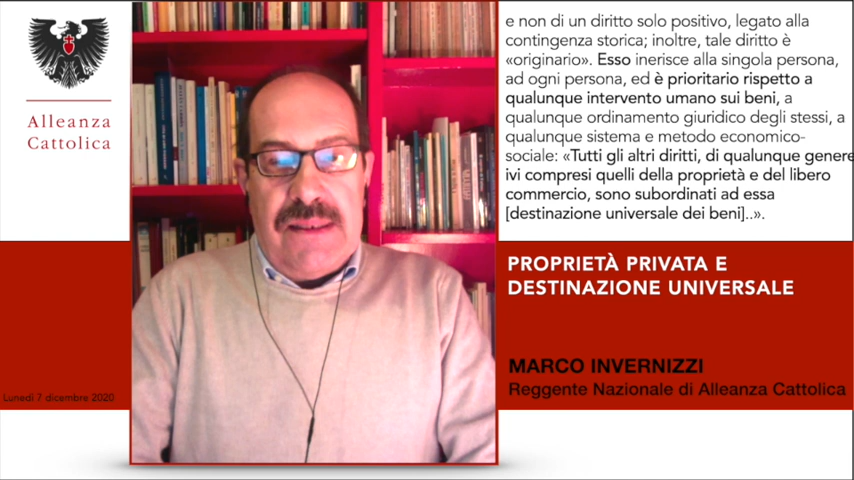 e non di un diritto solo positivo, legato alla
contingenza storica; inoltre, tale diritto è
«originario». Esso inerisce alla singola persona,
ad ogni persona, ed è prioritario rispetto a
qualunque intervento umano sui beni, a
qualunque ordinamento giuridico degli stessi, a
qualunque sistema e metodo economico-
sociale: «Tutti gli altri diritti, di qualunque genere
ivi compresi quelli della proprietà e del libero
commercio, sono subordinati ad essa
[destinazione universale dei beni]..».
Alleanza
Cattolica
PROPRIETÀ PRIVATA E
DESTINAZIONE UNIVERSALE
MARCO INVERNIZZI
Reggente Nazionale di Alleanza Cattolica
Lunedì 7 dicembre 2020